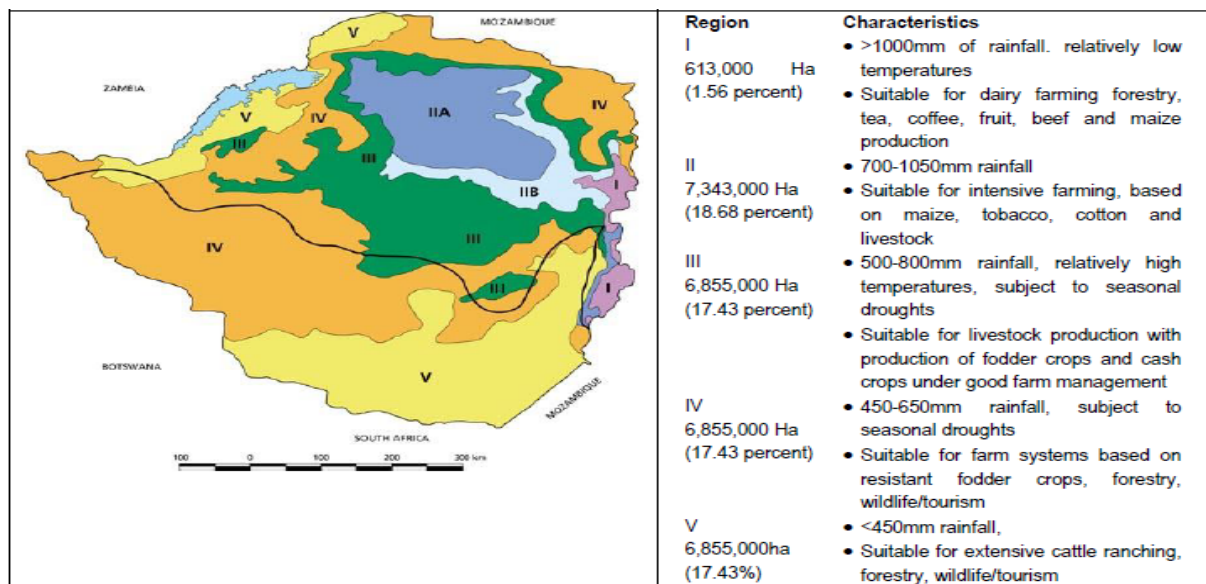 MOZAMBIQUE
V
ZAMBIA
IV
V
IIA
IV
III
III
IIB
I
IV
III
III
I
V
BOTSWANA
MOZAMBIQUE
SOUTH AFRICA
100 0 100 200 300 km
Region Characteristics
I • >1000mm of rainfall. relatively low
613,000 Ha temperatures
(1.56 percent) • Suitable for dairy farming forestry,
tea, coffee, fruit, beef and maize
production
II • 700-1050mm rainfall
7,343,000 Ha • Suitable for intensive farming, based
(18.68 percent) on maize, tobacco, cotton and
livestock
III • 500-800mm rainfall, relatively high
6,855,000 Ha temperatures, subject to seasonal
(17.43 percent) droughts
• Suitable for livestock production with
production of fodder crops and cash
crops under good farm management
IV • 450-650mm rainfall, subject to
6,855,000 Ha seasonal droughts
(17.43 percent) • Suitable for farm systems based on
resistant fodder crops, forestry,
wildlife/tourism
V • <450mm rainfall,
6,855,000ha • Suitable for extensive cattle ranching,
(17.43%) forestry, wildlife/tourism